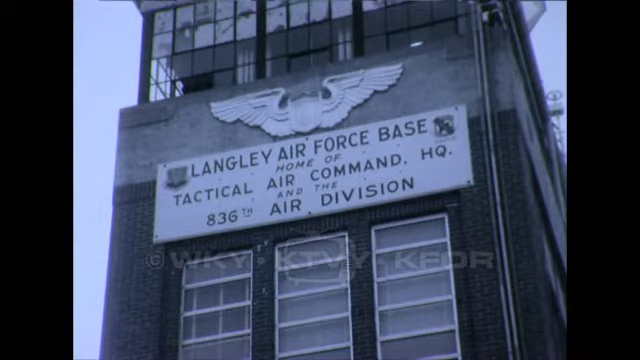 LANGLEY AIR FORCE BASE
HOME OF
TACTICAL AIR COMMAND, HQ.
AND THE
836TH AIR DIVISION
© WKY - KTVY - KFOR